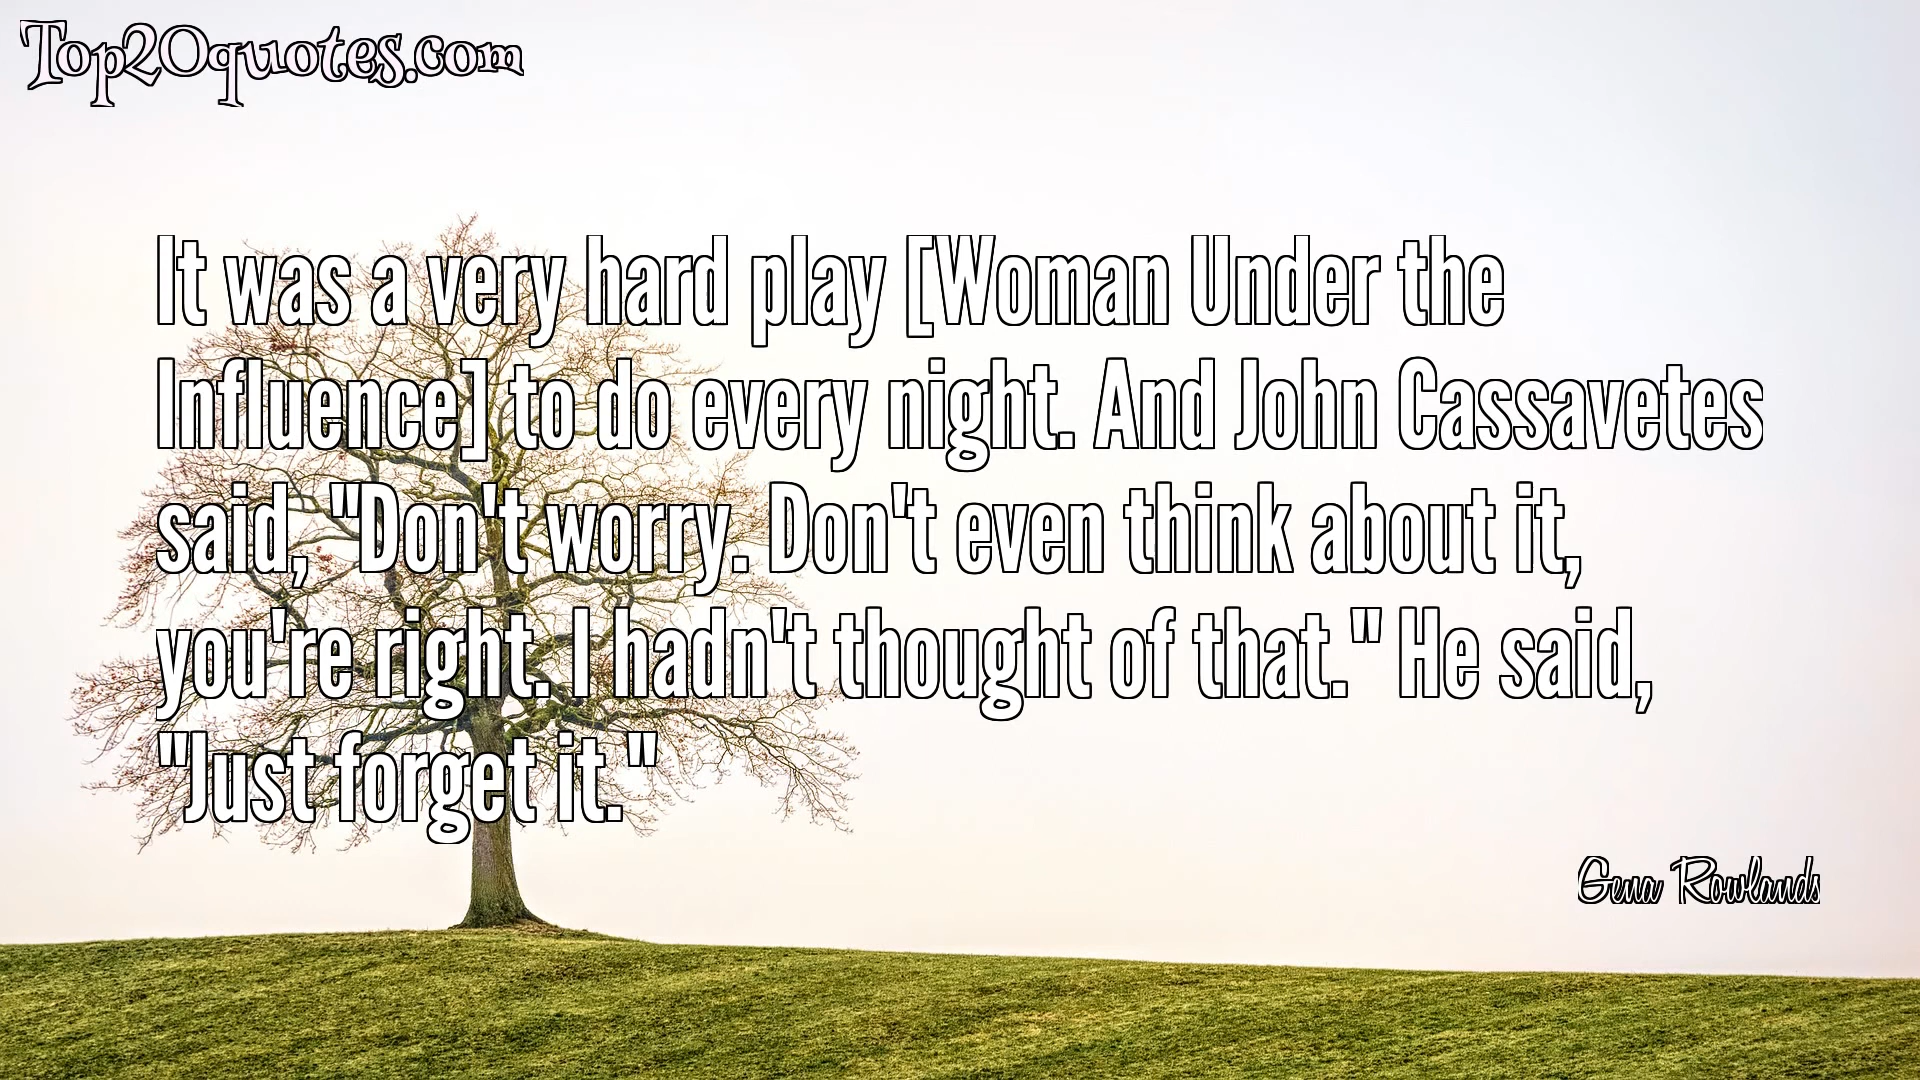 Top20quotes.com
It was a very hard play [Woman Under the
Influence] to do every night. And John Cassavetes
said, "Don't worry. Don't even think about it,
you're right. I hadn't thought of that." He said,
"Just forget it."
Gena Rowlands